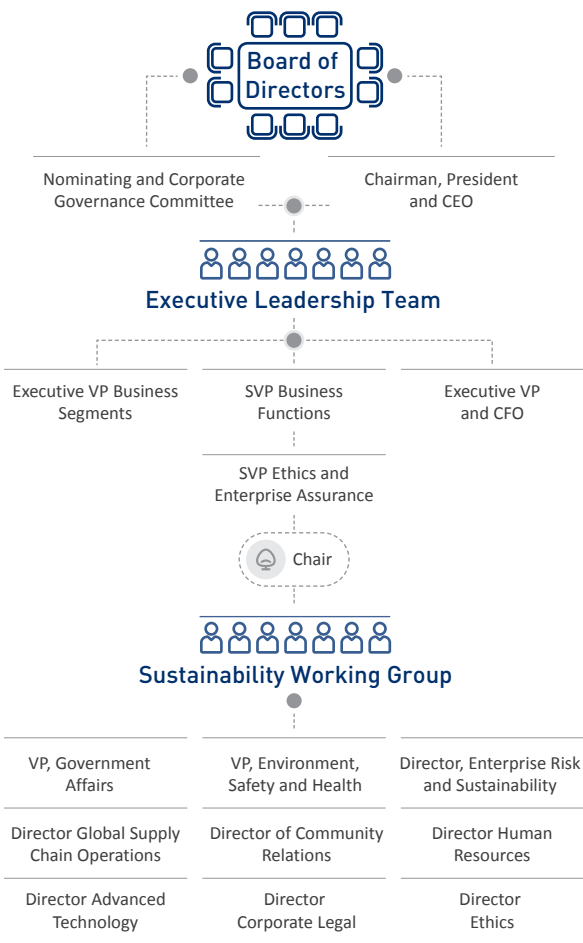 Board of
Directors
Nominating and Corporate
Governance Committee
Chairman, President
and CEO
Executive Leadership Team
Executive VP Business
Segments
SVP Business
Functions
Executive VP
and CFO
SVP Ethics and
Enterprise Assurance
Chair
Sustainability Working Group
VP, Government
Affairs
VP, Environment,
Safety and Health
Director, Enterprise Risk
and Sustainability
Director Global Supply
Chain Operations
Director of Community
Relations
Director Human
Resources
Director Advanced
Technology
Director
Corporate Legal
Director
Ethics